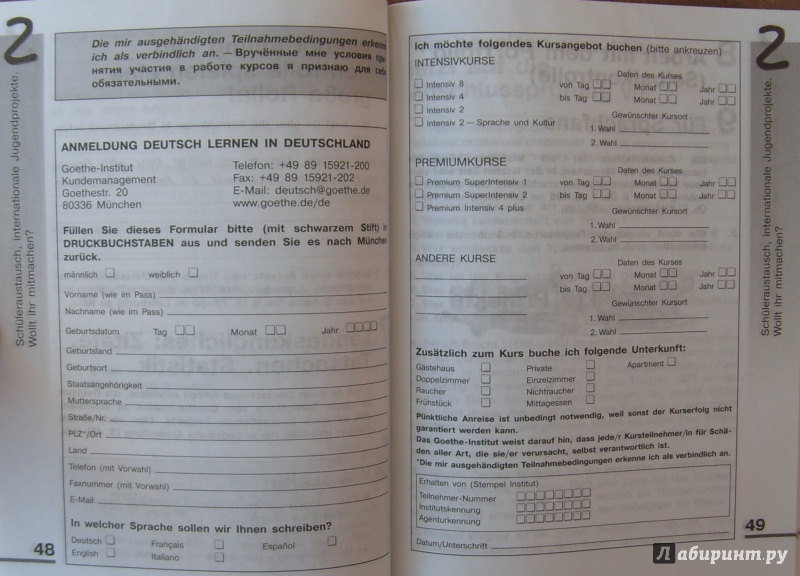 2
Schüleraustausch, internationale Jugendprojekte.
Wollt ihr mitmachen?
Die mir ausgehändigten Teilnahmebedingungen erkenne
ich als verbindlich an. — Вручённые мне условия при-
нятия участия в работе курсов я признаю для себя
обязательными.
ANMELDUNG DEUTSCH LERNEN IN DEUTSCHLAND
Goethe-Institut Telefon: +49 89 15921-200
Kundemanagement Fax: +49 89 15921-202
Goethestr. 20 E-Mail: deutsch@goethe.de
80336 München www.goethe.de/de
Füllen Sie dieses Formular bitte (mit schwarzem Stift) in
DRUCKBUCHSTABEN aus und senden Sie es nach München
zurück.
männlich weiblich
Vorname (wie im Pass)
Nachname (wie im Pass)
Geburtsdatum Tag Monat Jahr
Geburtsland
Geburtsort
Staatsangehörigkeit
Muttersprache
Straße/Nr.
PLZ*/Ort
Land
Telefon (mit Vorwahl)
Faxnummer (mit Vorwahl)
E-Mail
In welcher Sprache sollen wir Ihnen schreiben?
Deutsch Français Español
English Italiano
48
Ich möchte folgendes Kursangebot buchen (bitte ankreuzen)
INTENSIVKURSE
Daten des Kurses
Intensiv 8 von Tag Monat Jahr
Intensiv 4 bis Tag Monat Jahr
Intensiv 2 Gewünschter Kursort
Intensiv 2 — Sprache und Kultur 1. Wahl
2. Wahl
PREMIUMKURSE
Daten des Kurses
Premium SuperIntensiv 1 von Tag Monat Jahr
Premium SuperIntensiv 2 bis Tag Monat Jahr
Premium Intensiv 4 plus Gewünschter Kursort
1. Wahl
2. Wahl
ANDERE KURSE
Daten des Kurses
von Tag Monat Jahr
bis Tag Monat Jahr
Gewünschter Kursort
1. Wahl
2. Wahl
Zusätzlich zum Kurs buche ich folgende Unterkunft:
Gästehaus Private Apartment
Doppelzimmer Einzelzimmer
Raucher Nichtraucher
Frühstück Mittagessen
Pünktliche Anreise ist unbedingt notwendig, weil sonst der Kurserfolg nicht
garantiert werden kann.
Das Goethe-Institut weist darauf hin, dass jede/r Kursteilnehmer/in für Schä-
den aller Art, die sie/er verursacht, selbst verantwortlich ist.
*Die mir ausgehändigten Teilnahmebedingungen erkenne ich als verbindlich an.
Erhalten von (Stempel Institut)
Teilnehmer-Nummer
Institutskennung
Agenturkennung
Datum/Unterschrift
49
2
Schüleraustausch, internationale Jugendprojekte.
Wollt ihr mitmachen?
Лабиринт.ру